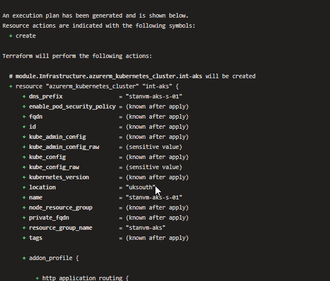 An execution plan has been generated and is shown below.
Resource actions are indicated with the following symbols:
+ create
Terraform will perform the following actions:
# module.Infrastructure.azurerm_kubernetes_cluster.int-aks will be created
+ resource "azurerm_kubernetes_cluster" "int-aks" {
+ dns_prefix = "stanvm-aks-s-01"
+ enable_pod_security_policy = (known after apply)
+ fqdn = (known after apply)
+ id = (known after apply)
+ kube_admin_config = (known after apply)
+ kube_admin_config_raw = (sensitive value)
+ kube_config = (known after apply)
+ kube_config_raw = (sensitive value)
+ kubernetes_version = (known after apply)
+ location = "uksouth"
+ name = "stanvm-aks-s-01"
+ node_resource_group = (known after apply)
+ private_fqdn = (known after apply)
+ resource_group_name = "stanvm-aks"
+ tags = (known after apply)
+ addon_profile {
+ http_application_routing {